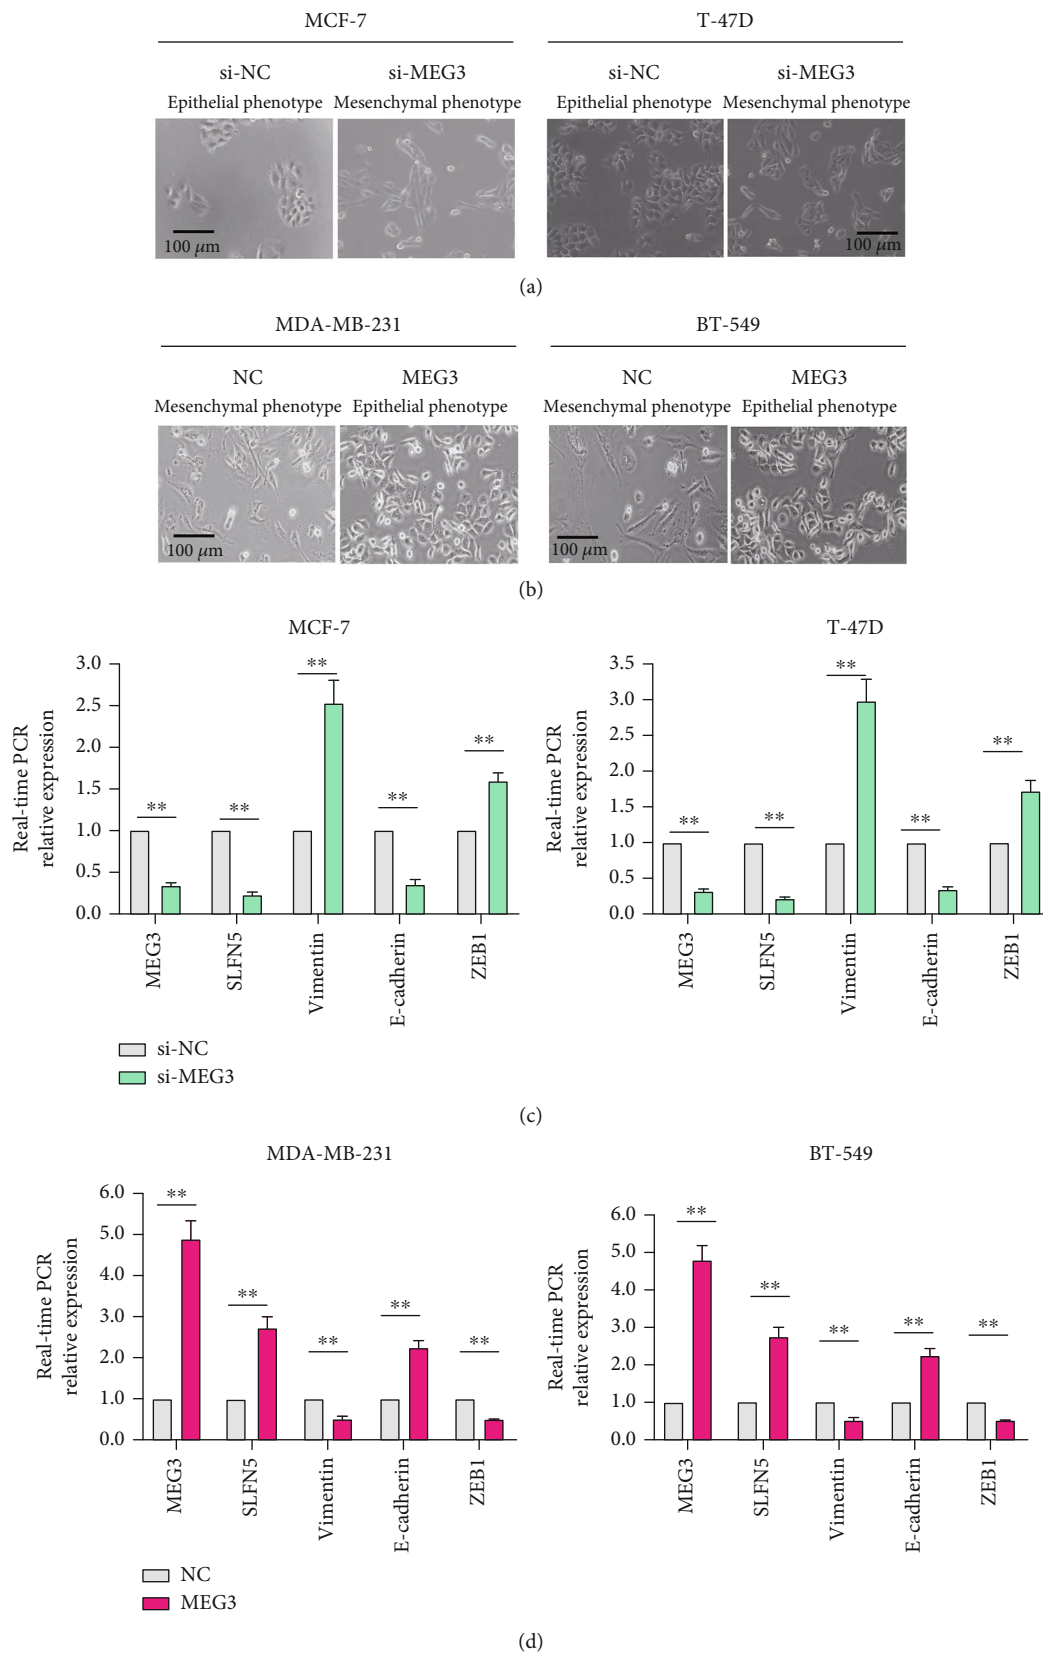 MCF-7 T-47D
si-NC si-MEG3 si-NC si-MEG3
Epithelial phenotype Mesenchymal phenotype Epithelial phenotype Mesenchymal phenotype
100 µm 100 µm
(a)
MDA-MB-231 BT-549
NC MEG3 NC MEG3
Mesenchymal phenotype Epithelial phenotype Mesenchymal phenotype Epithelial phenotype
100 µm 100 µm
(b)
MCF-7
Real-time PCR
relative expression
3.0
2.5
2.0
1.5
1.0
0.5
0.0
** ** ** ** **
MEG3 SLFN5 Vimentin E-cadherin ZEB1
si-NC
si-MEG3
T-47D
Real-time PCR
relative expression
3.5
3.0
2.5
2.0
1.5
1.0
0.5
0.0
** ** ** ** **
MEG3 SLFN5 Vimentin E-cadherin ZEB1
(c)
MDA-MB-231
Real-time PCR
relative expression
6.0
5.0
4.0
3.0
2.0
1.0
0.0
** ** ** ** **
MEG3 SLFN5 Vimentin E-cadherin ZEB1
NC
MEG3
BT-549
Real-time PCR
relative expression
6.0
5.0
4.0
3.0
2.0
1.0
0.0
** ** ** ** **
MEG3 SLFN5 Vimentin E-cadherin ZEB1
(d)